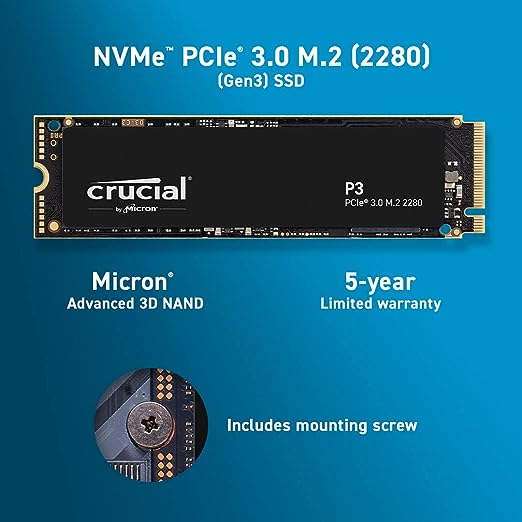 NVMe™ PCIe® 3.0 M.2 (2280)
(Gen3) SSD
crucial
by Micron
P3
PCIe® 3.0 M.2 2280
Micron®
Advanced 3D NAND
5-year
Limited warranty
Includes mounting screw